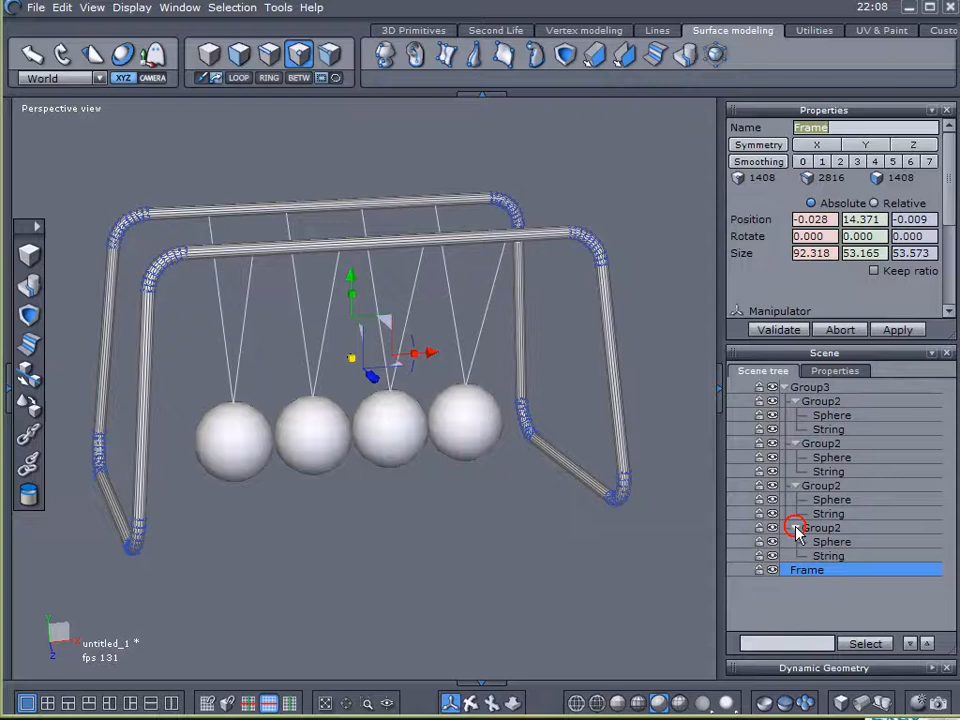 File Edit View Display Window Selection Tools Help 22:08
3D Primitives Second Life Vertex modeling Lines Surface modeling Utilities UV & Paint Custo
World XYZ CAMERA LOOP RING BETW
Perspective view
Properties
Name Frame
Symmetry X Y Z
Smoothing 0 1 2 3 4 5 6 7
1408 2816 1408
Absolute Relative
Position -0.028 14.371 -0.009
Rotate 0.000 0.000 0.000
Size 92.318 53.165 53.573
Keep ratio
Manipulator
Validate Abort Apply
Scene
Scene tree Properties
Group3
Group2
Sphere
String
Group2
Sphere
String
Group2
Sphere
String
Group2
Sphere
String
Frame
Y X Z
untitled_1 *
fps 131
Select
Dynamic Geometry